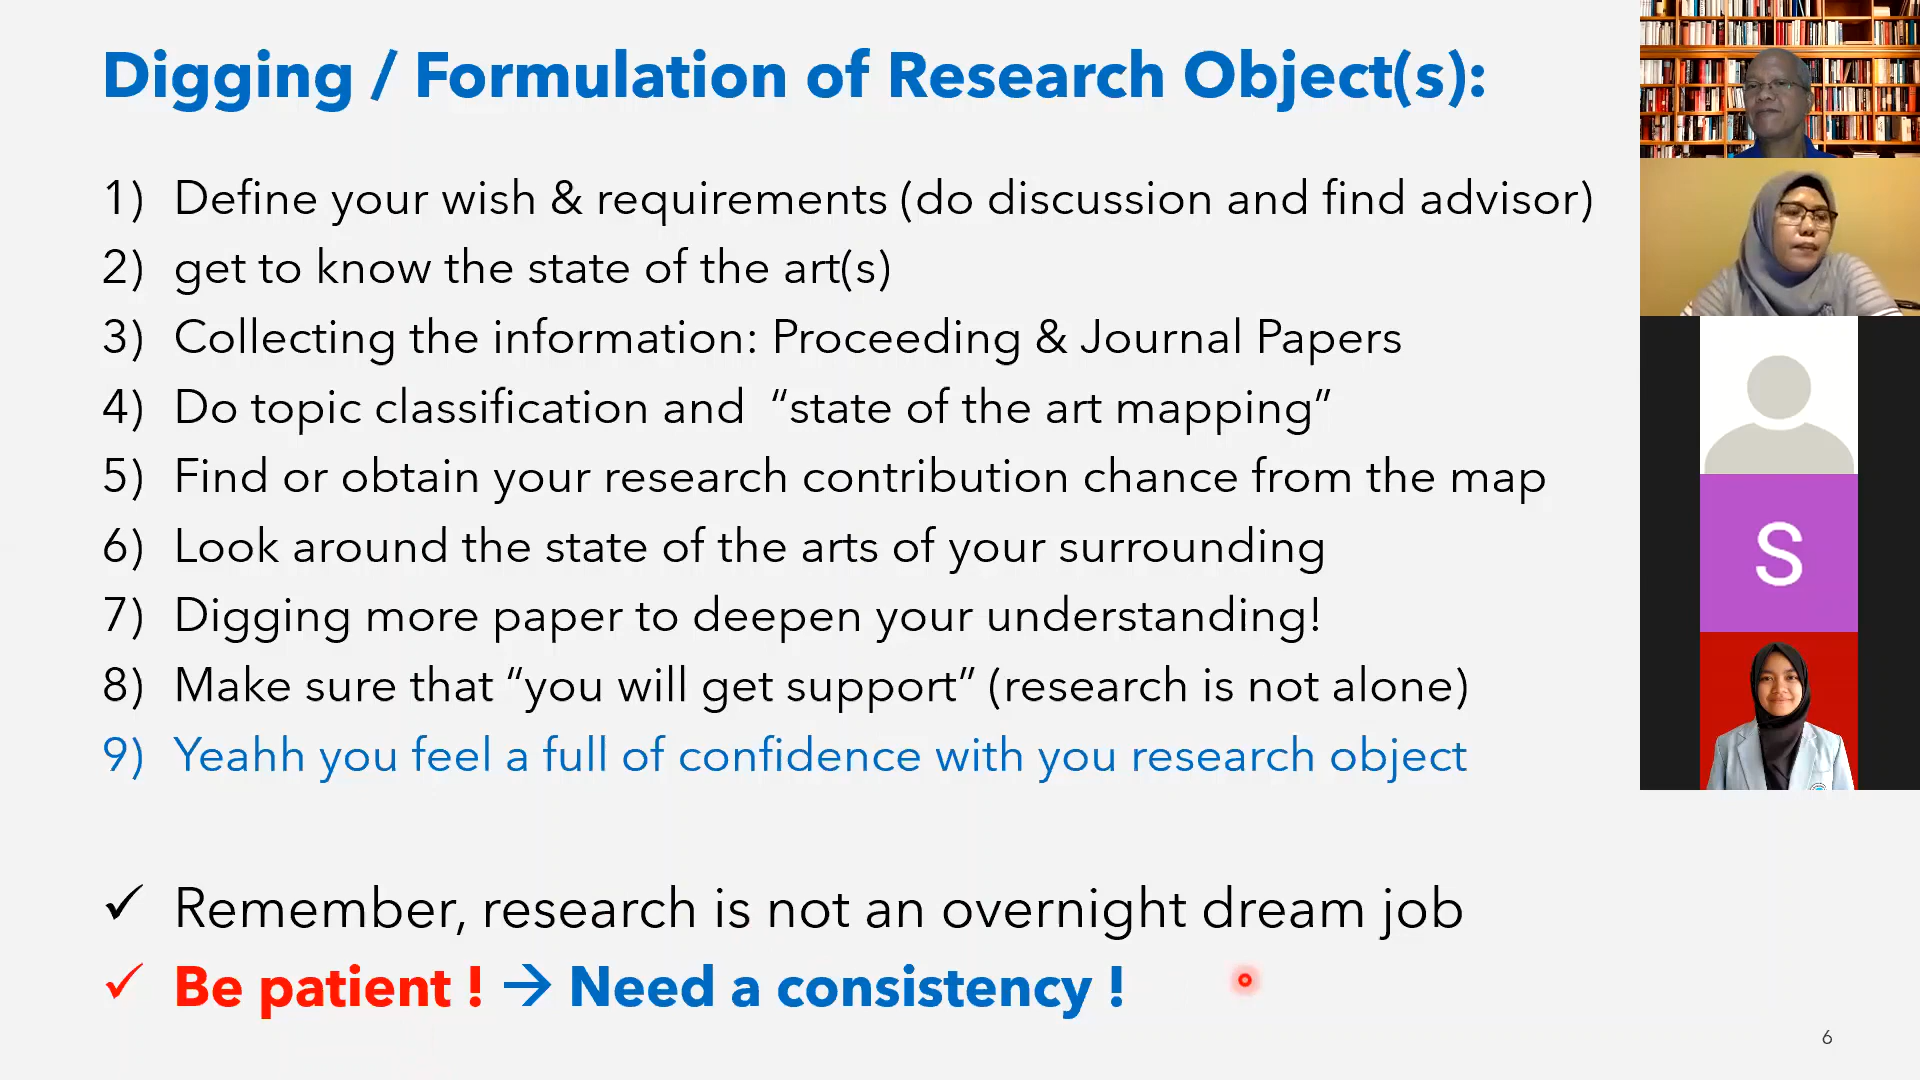 Digging / Formulation of Research Object(s):
1) Define your wish & requirements (do discussion and find advisor)
2) get to know the state of the art(s)
3) Collecting the information: Proceeding & Journal Papers
4) Do topic classification and “state of the art mapping”
5) Find or obtain your research contribution chance from the map
6) Look around the state of the arts of your surrounding
7) Digging more paper to deepen your understanding!
8) Make sure that “you will get support” (research is not alone)
9) Yeahh you feel a full of confidence with you research object
✓ Remember, research is not an overnight dream job
✓ Be patient ! → Need a consistency !
6
S